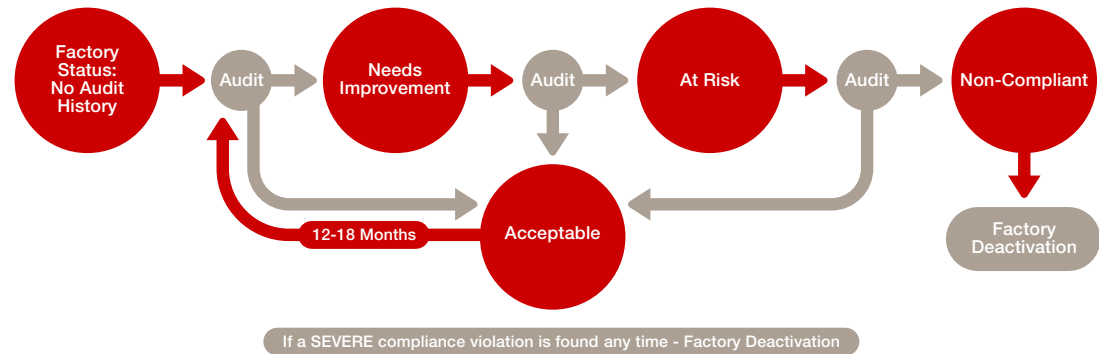 Factory
Status:
No Audit
History
Audit
Needs
Improvement
Audit
At Risk
Audit
Non-Compliant
12-18 Months
Acceptable
Factory
Deactivation
If a SEVERE compliance violation is found any time - Factory Deactivation